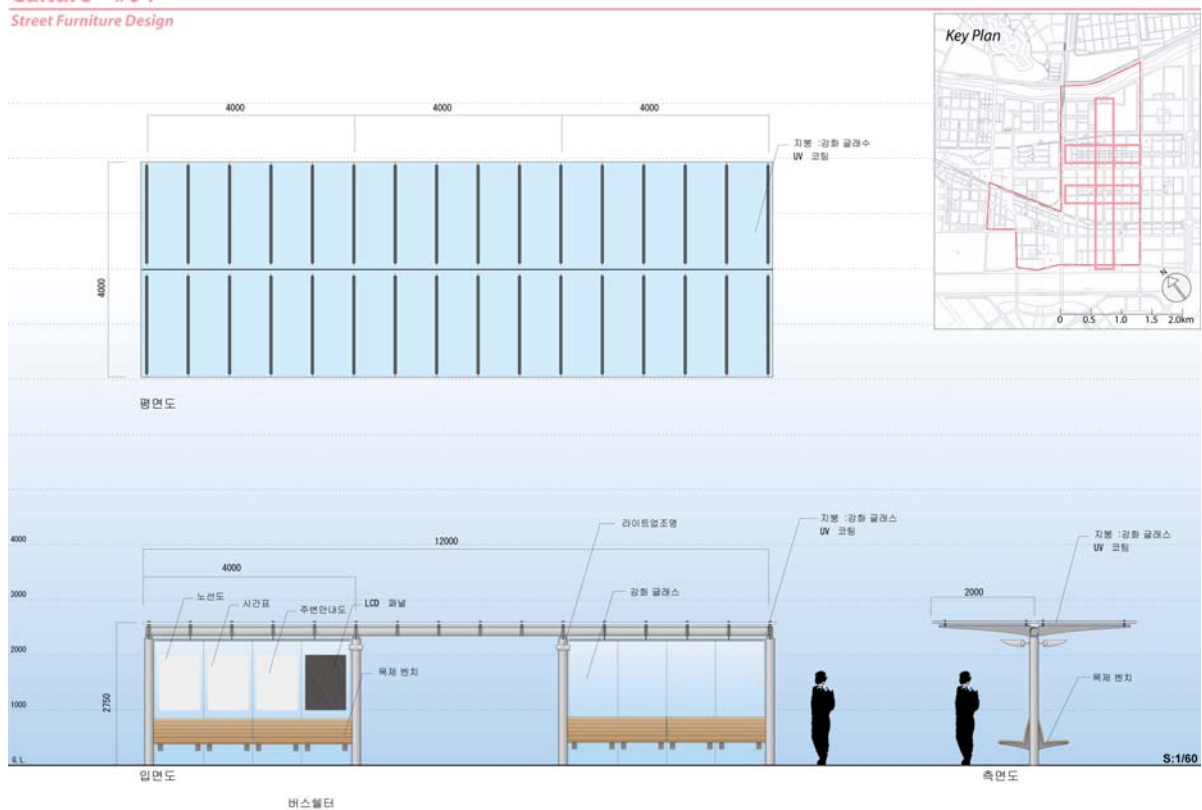 Street Furniture Design
Key Plan
N
0 0.5 1.0 1.5 2.0km
4000 4000 4000
지붕 :강화 글래수
UV 코팅
4000
평면도
4000
3000
2000
1000
G.L.
12000
4000
노선도
시간표
주변안내도
LCD 패널
목제 벤치
2750
라이트업조명
강화 글래스
지붕 :강화 글래스
UV 코팅
지붕 :강화 글래스
UV 코팅
2000
목제 벤치
S:1/60
입면도
측면도
버스쉘터